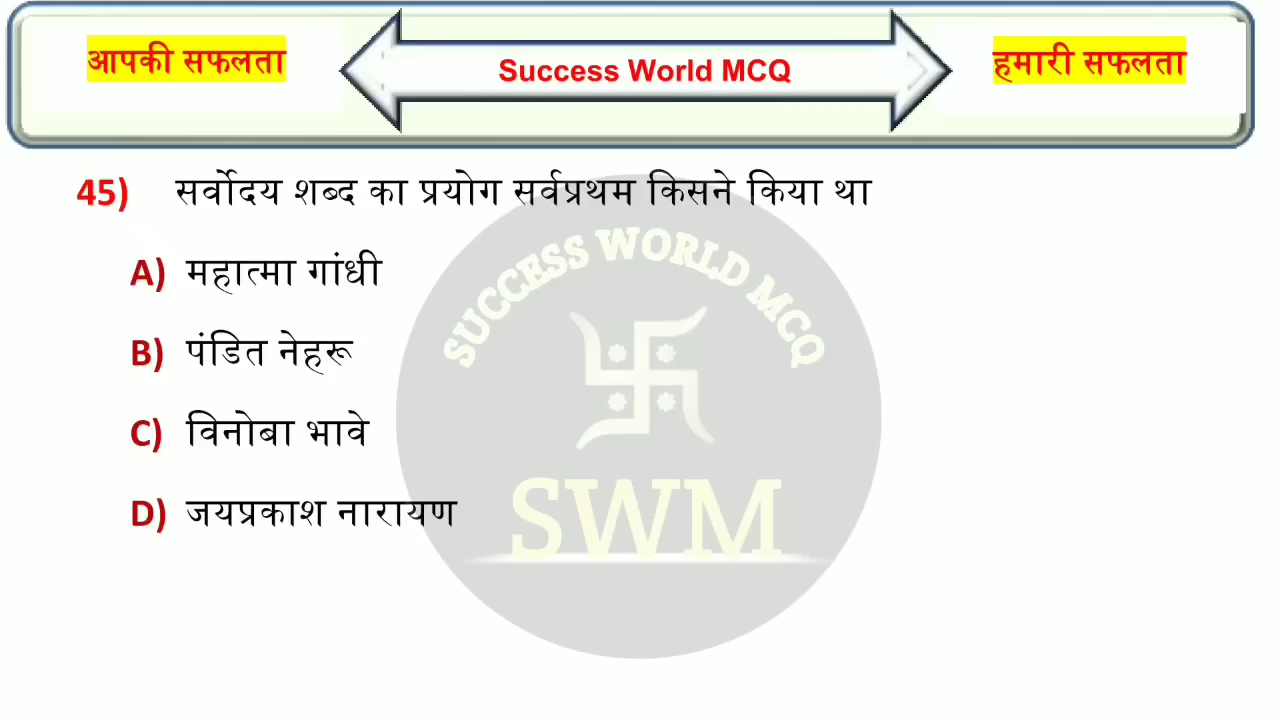 आपकी सफलता
Success World MCQ
हमारी सफलता
45) सर्वोदय शब्द का प्रयोग सर्वप्रथम किसने किया था
A) महात्मा गांधी
B) पंडित नेहरू
C) विनोबा भावे
D) जयप्रकाश नारायण
SUCCESS WORLD MCQ
SWM